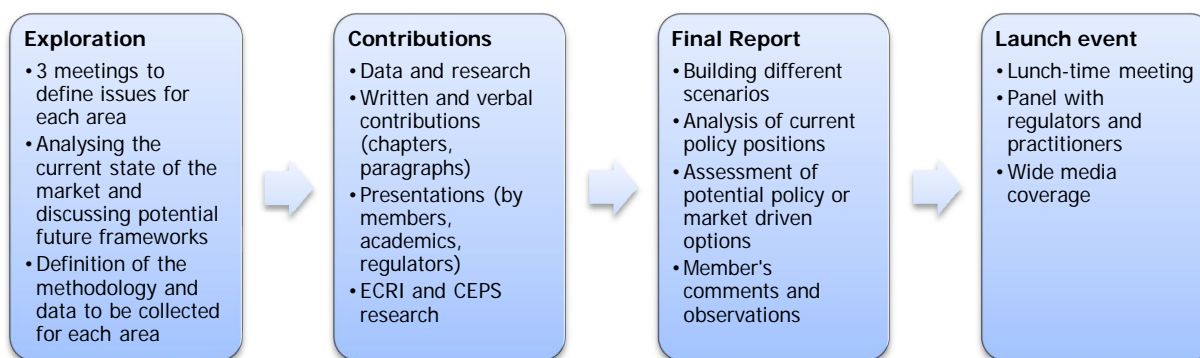 Exploration
• 3 meetings to
define issues for
each area
• Analysing the
current state of the
market and
discussing potential
future frameworks
• Definition of the
methodology and
data to be collected
for each area
Contributions
• Data and research
• Written and verbal
contributions
(chapters,
paragraphs)
• Presentations (by
members,
academics,
regulators)
• ECRI and CEPS
research
Final Report
• Building different
scenarios
• Analysis of current
policy positions
• Assessment of
potential policy or
market driven
options
• Member's
comments and
observations
Launch event
• Lunch-time meeting
• Panel with
regulators and
practitioners
• Wide media
coverage